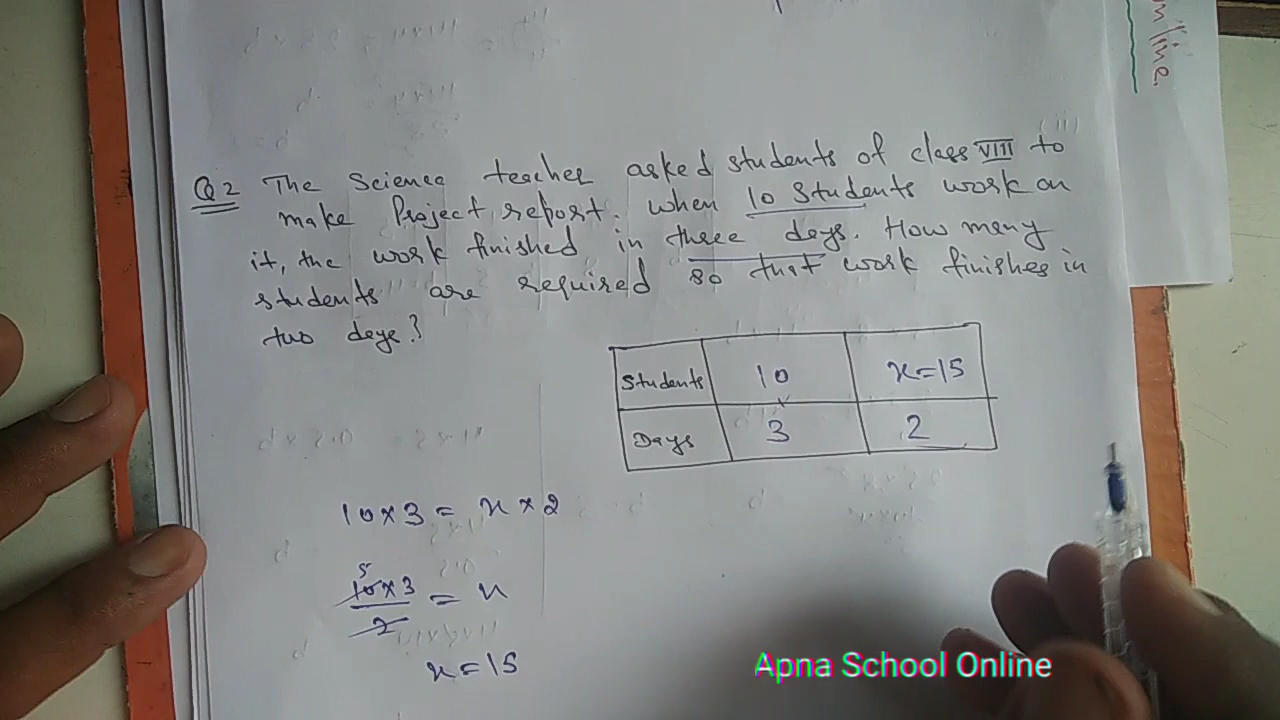 online.
Q2 The Science teacher asked students of class VIII to
make Project report. When 10 Students work on
it, the work finished in three days. How many
students are required so that work finishes in
two days?
Students 10 x=15
Days 3 2
10×3 = x×2
5
10×3
/2 = x
x=15
Apna School Online